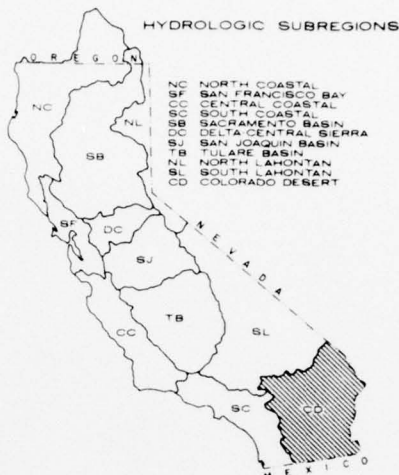 HYDROLOGIC SUBREGIONS
OREGON
NC NORTH COASTAL
SF SAN FRANCISCO BAY
CC CENTRAL COASTAL
SC SOUTH COASTAL
SB SACRAMENTO BASIN
DC DELTA-CENTRAL SIERRA
SJ SAN JOAQUIN BASIN
TB TULARE BASIN
NL NORTH LAHONTAN
SL SOUTH LAHONTAN
CD COLORADO DESERT
NC
NL
SB
NEVADA
SF
DC
SJ
TB
CC
SL
SC
CD
MEXICO